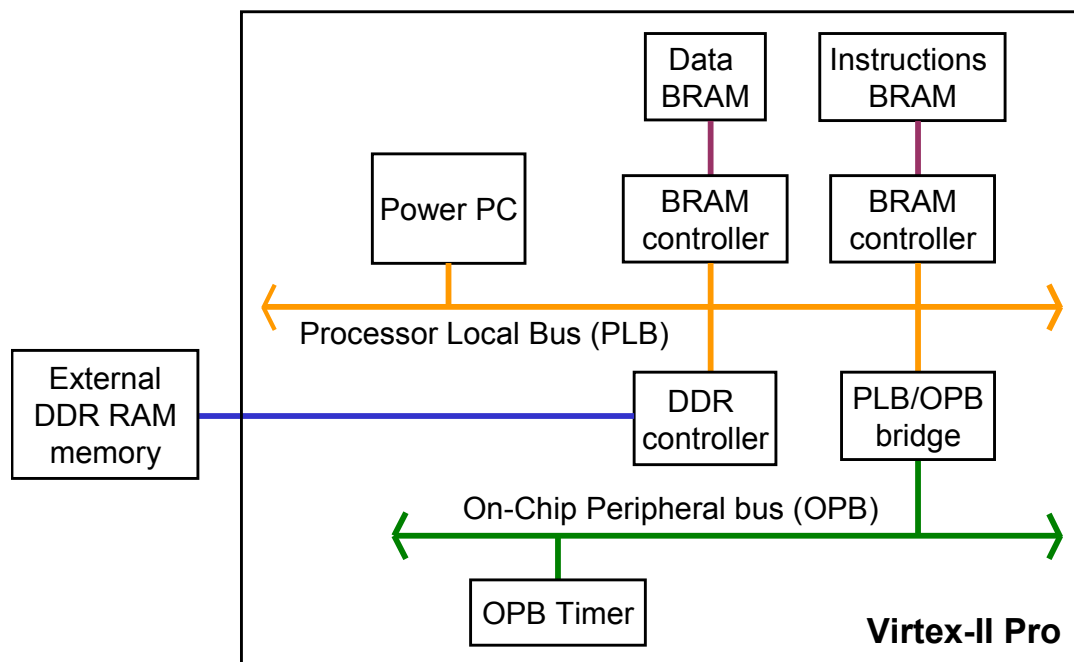 Data
BRAM
Instructions
BRAM
Power PC
BRAM
controller
BRAM
controller
Processor Local Bus (PLB)
External
DDR RAM
memory
DDR
controller
PLB/OPB
bridge
On-Chip Peripheral bus (OPB)
OPB Timer
Virtex-II Pro